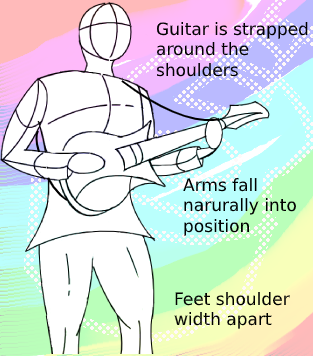 Guitar is strapped
around the
shoulders
Arms fall
narurally into
position
Feet shoulder
width apart